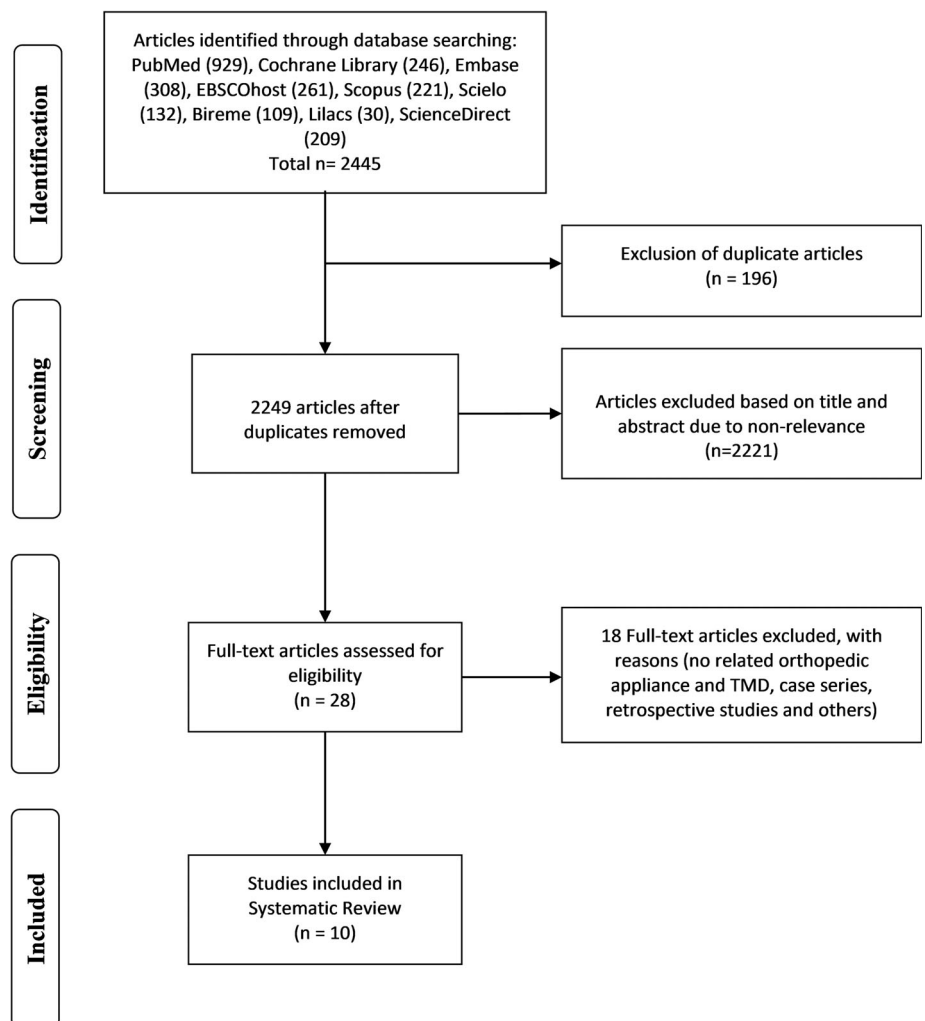 Identification
Articles identified through database searching:
PubMed (929), Cochrane Library (246), Embase
(308), EBSCOhost (261), Scopus (221), Scielo
(132), Bireme (109), Lilacs (30), ScienceDirect
(209)
Total n= 2445
Exclusion of duplicate articles
(n = 196)
Screening
2249 articles after
duplicates removed
Articles excluded based on title and
abstract due to non-relevance
(n=2221)
Eligibility
Full-text articles assessed for
eligibility
(n = 28)
18 Full-text articles excluded, with
reasons (no related orthopedic
appliance and TMD, case series,
retrospective studies and others)
Included
Studies included in
Systematic Review
(n = 10)